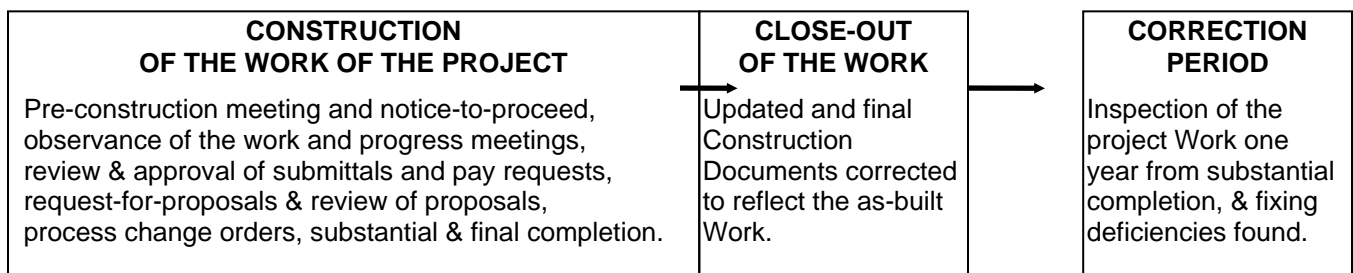 CONSTRUCTION
OF THE WORK OF THE PROJECT
Pre-construction meeting and notice-to-proceed,
observance of the work and progress meetings,
review & approval of submittals and pay requests,
request-for-proposals & review of proposals,
process change orders, substantial & final completion.
CLOSE-OUT
OF THE WORK
Updated and final
Construction
Documents corrected
to reflect the as-built
Work.
CORRECTION
PERIOD
Inspection of the
project Work one
year from substantial
completion, & fixing
deficiencies found.